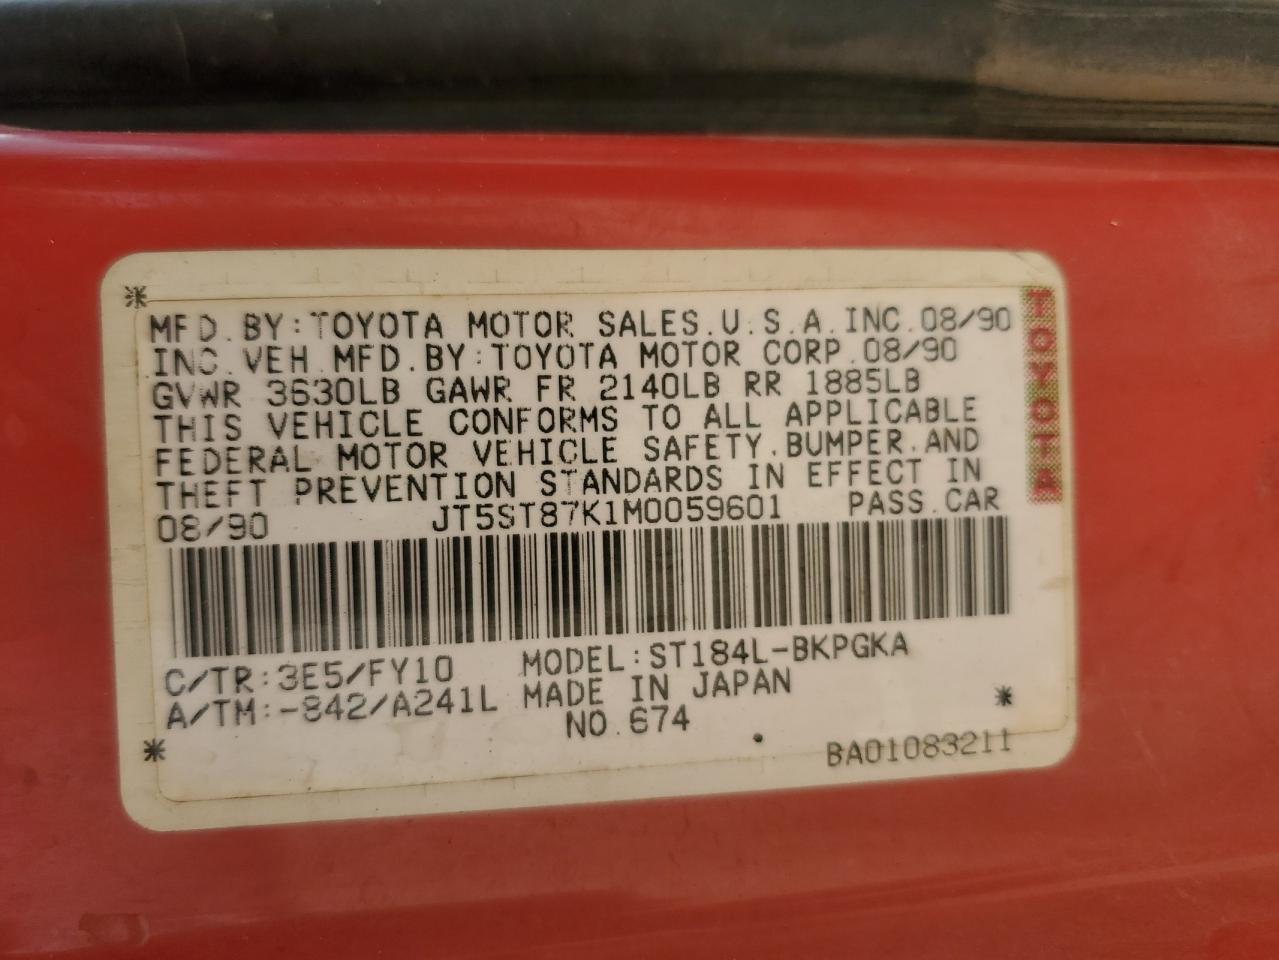 MFD.BY:TOYOTA MOTOR SALES.U.S.A.INC.08/90
INC.VEH.MFD.BY:TOYOTA MOTOR CORP.08/90
GVWR 3630LB GAWR FR 2140LB RR 1885LB
THIS VEHICLE CONFORMS TO ALL APPLICABLE
FEDERAL MOTOR VEHICLE SAFETY.BUMPER.AND
THEFT PREVENTION STANDARDS IN EFFECT IN
08/90 JT5ST87K1M0059601 PASS.CAR
TOYOTA
C/TR:3E5/FY10 MODEL:ST184L-BKPGKA
A/TM:-842/A241L MADE IN JAPAN
NO.674
BA01083211